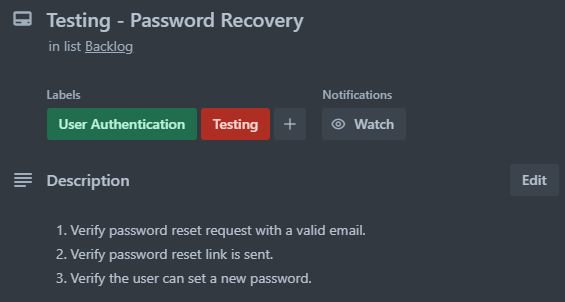 Testing - Password Recovery
in list Backlog
Labels
Notifications
User Authentication
Testing
+
Watch
Description
Edit
1. Verify password reset request with a valid email.
2. Verify password reset link is sent.
3. Verify the user can set a new password.